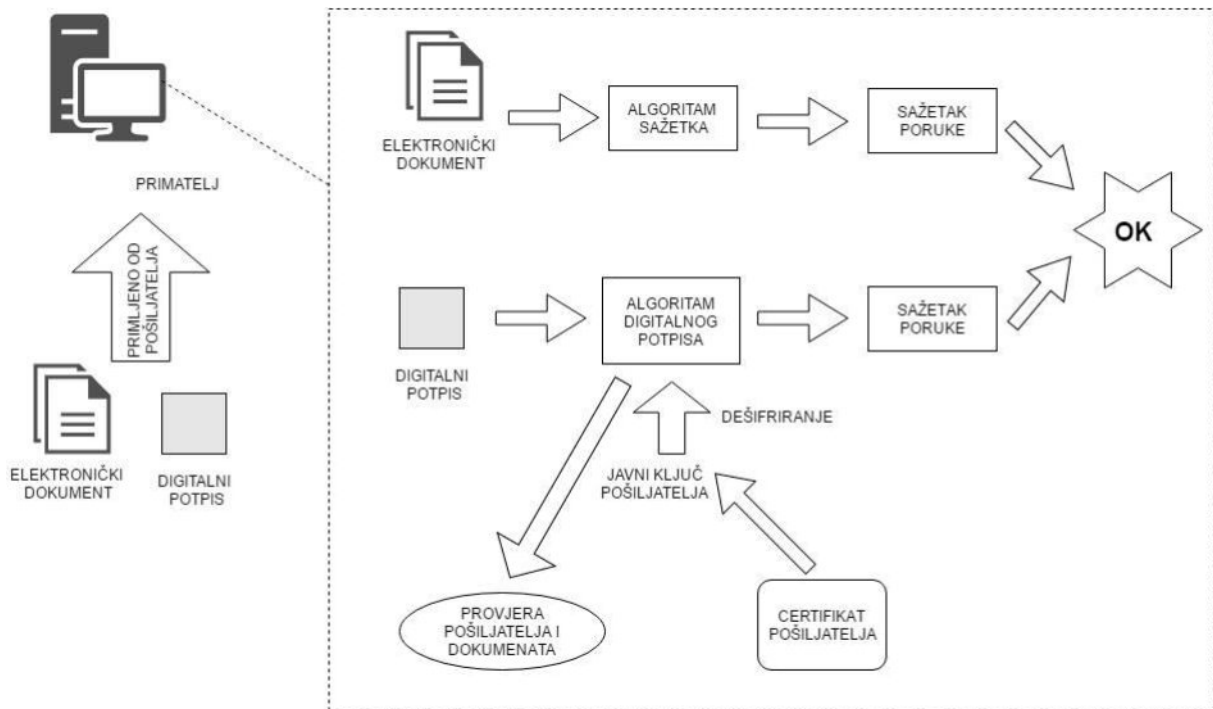 PRIMATELJ
PRIMLJENO OD
POŠILJATELJA
ELEKTRONIČKI
DOKUMENT
DIGITALNI
POTPIS
ELEKTRONIČKI
DOKUMENT
ALGORITAM
SAŽETKA
SAŽETAK
PORUKE
OK
DIGITALNI
POTPIS
ALGORITAM
DIGITALNOG
POTPISA
SAŽETAK
PORUKE
DEŠIFRIRANJE
JAVNI KLJUČ
POŠILJATELJA
PROVJERA
POŠILJATELJA I
DOKUMENATA
CERTIFIKAT
POŠILJATELJA